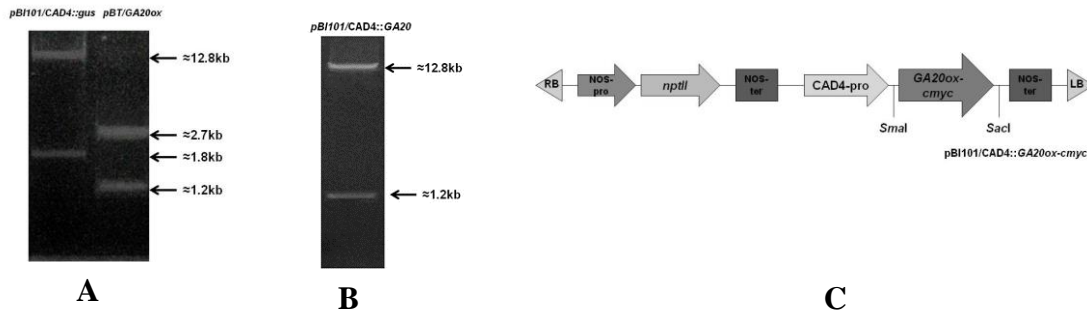 pBI101/CAD4::gus pBT/GA20ox
≈12.8kb
≈2.7kb
≈1.8kb
≈1.2kb
A
pBI101/CAD4::GA20
≈12.8kb
≈1.2kb
B
RB
NOS-
pro
nptII
NOS-
ter
CAD4-pro
GA20ox-
cmyc
NOS-
ter
LB
SmaI
SacI
pBI101/CAD4::GA20ox-cmyc
C